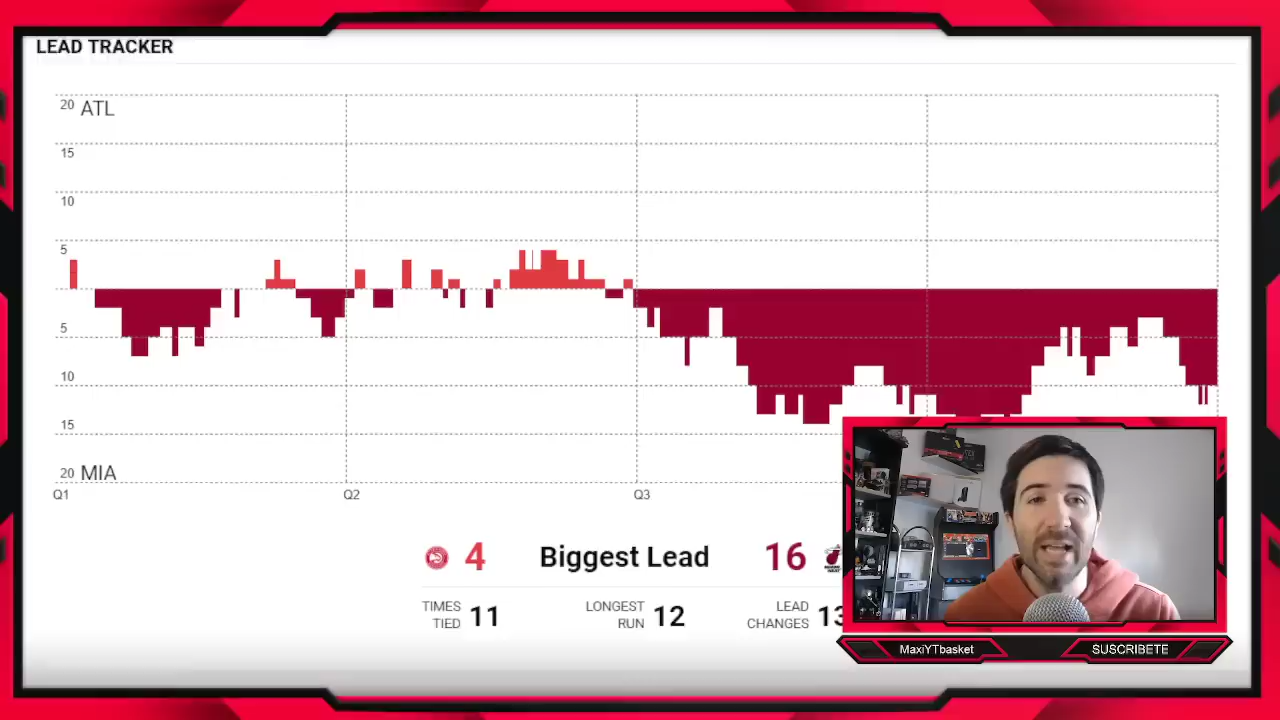 LEAD TRACKER
20 ATL
15
10
5
5
10
15
20 MIA
Q1 Q2 Q3
4 Biggest Lead 16
TIMES TIED 11 LONGEST RUN 12 LEAD CHANGES 13
MaxiYTbasket SUSCRIBETE